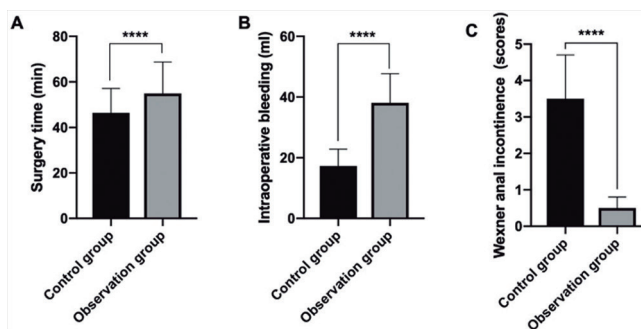 A
Surgery time (min)
80
60
40
20
0
****
Control group
Observation group
B
Intraoperative bleeding (ml)
60
40
20
0
****
Control group
Observation group
C
Wexner anal incontinence (scores)
5
4
3
2
1
0
****
Control group
Observation group